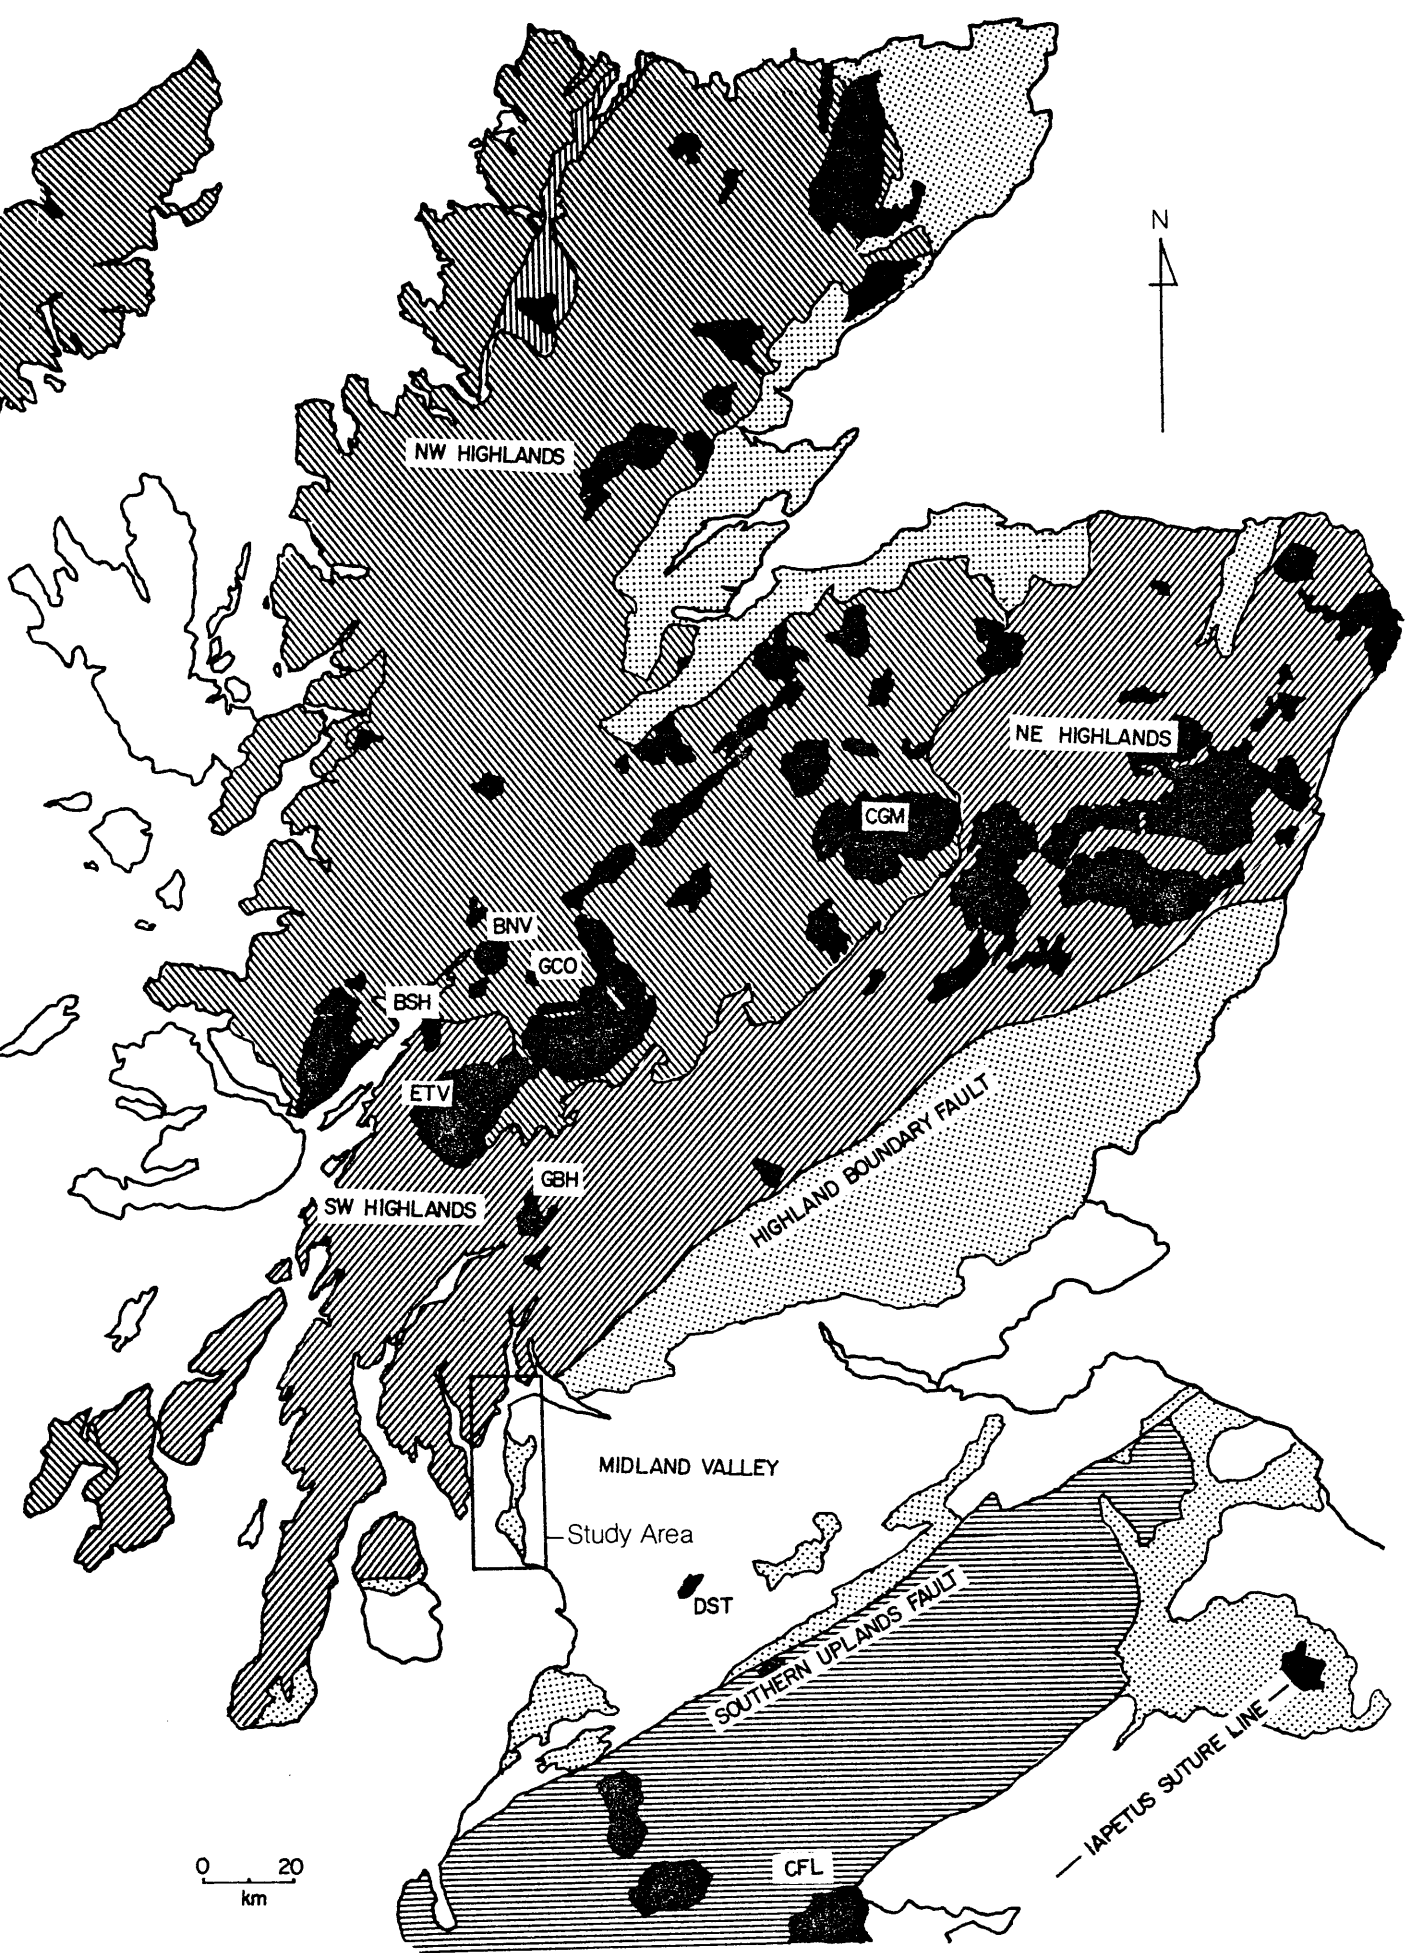 N
NW HIGHLANDS
NE HIGHLANDS
CGM
BNV
GCO
BSH
ETV
GBH
SW HIGHLANDS
HIGHLAND BOUNDARY FAULT
MIDLAND VALLEY
Study Area
DST
SOUTHERN UPLANDS FAULT
IAPETUS SUTURE LINE
CFL
0 20
km